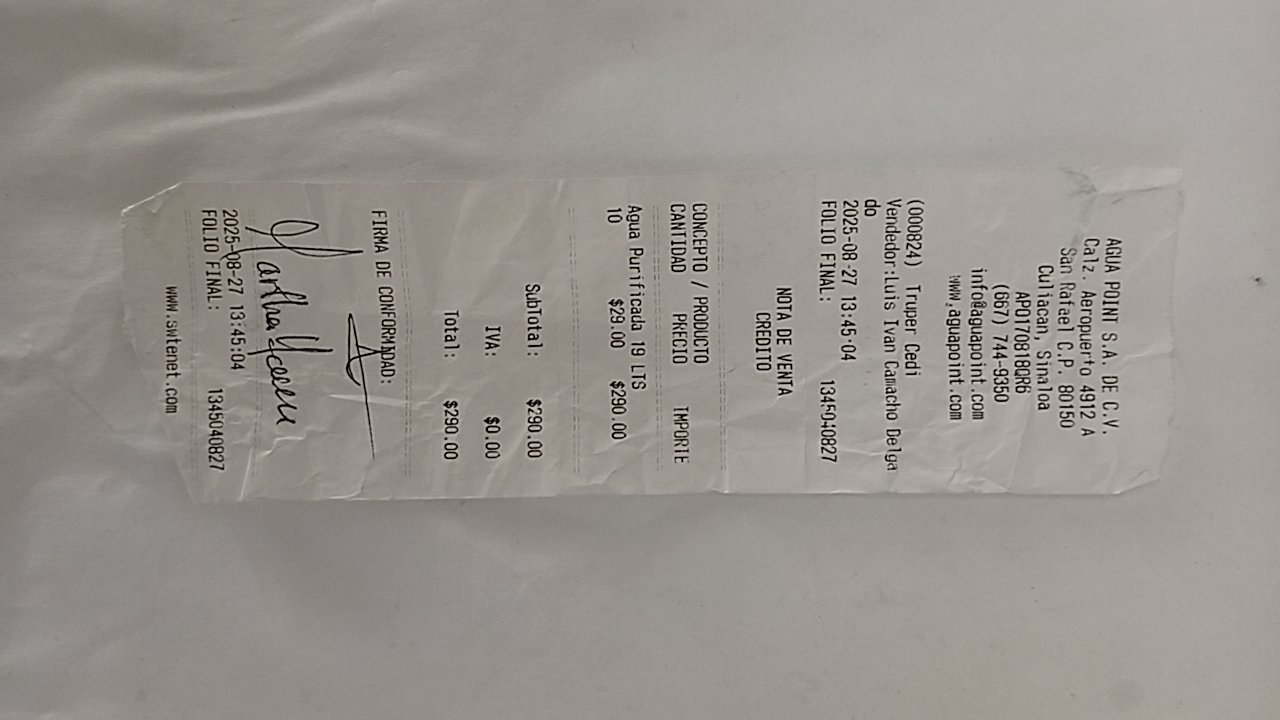 AGUA POINT S.A. DE C.V.
Calz. Aeropuerto 4912 A
San Rafael C.P. 80150
Culiacan, Sinaloa
APO170818QR6
(667) 744-9350
info@aguapoint.com
www.aguapoint.com
(000824) Truper Cedi
Vendedor:Luis Ivan Camacho Delga
do
2025-08-27 13:45:04
FOLIO FINAL: 1345040827
NOTA DE VENTA
CREDITO
CONCEPTO / PRODUCTO
CANTIDAD PRECIO IMPORTE
Agua Purificada 19 LTS
10 $29.00 $290.00
SubTotal: $290.00
IVA: $0.00
Total: $290.00
FIRMA DE CONFORMIDAD:
Martha
2025-08-27 13:45:04
FOLIO FINAL: 1345040827
www.swtenet.com